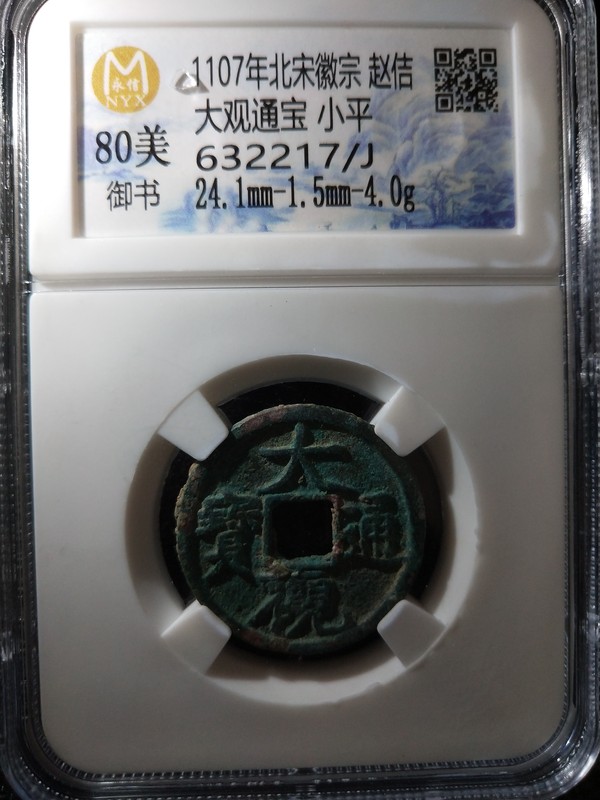 永信
NYX
1107年北宋徽宗 赵佶
大观通宝 小平
80美
632217/J
御书
24.1mm-1.5mm-4.0g
大
寶 通
觀